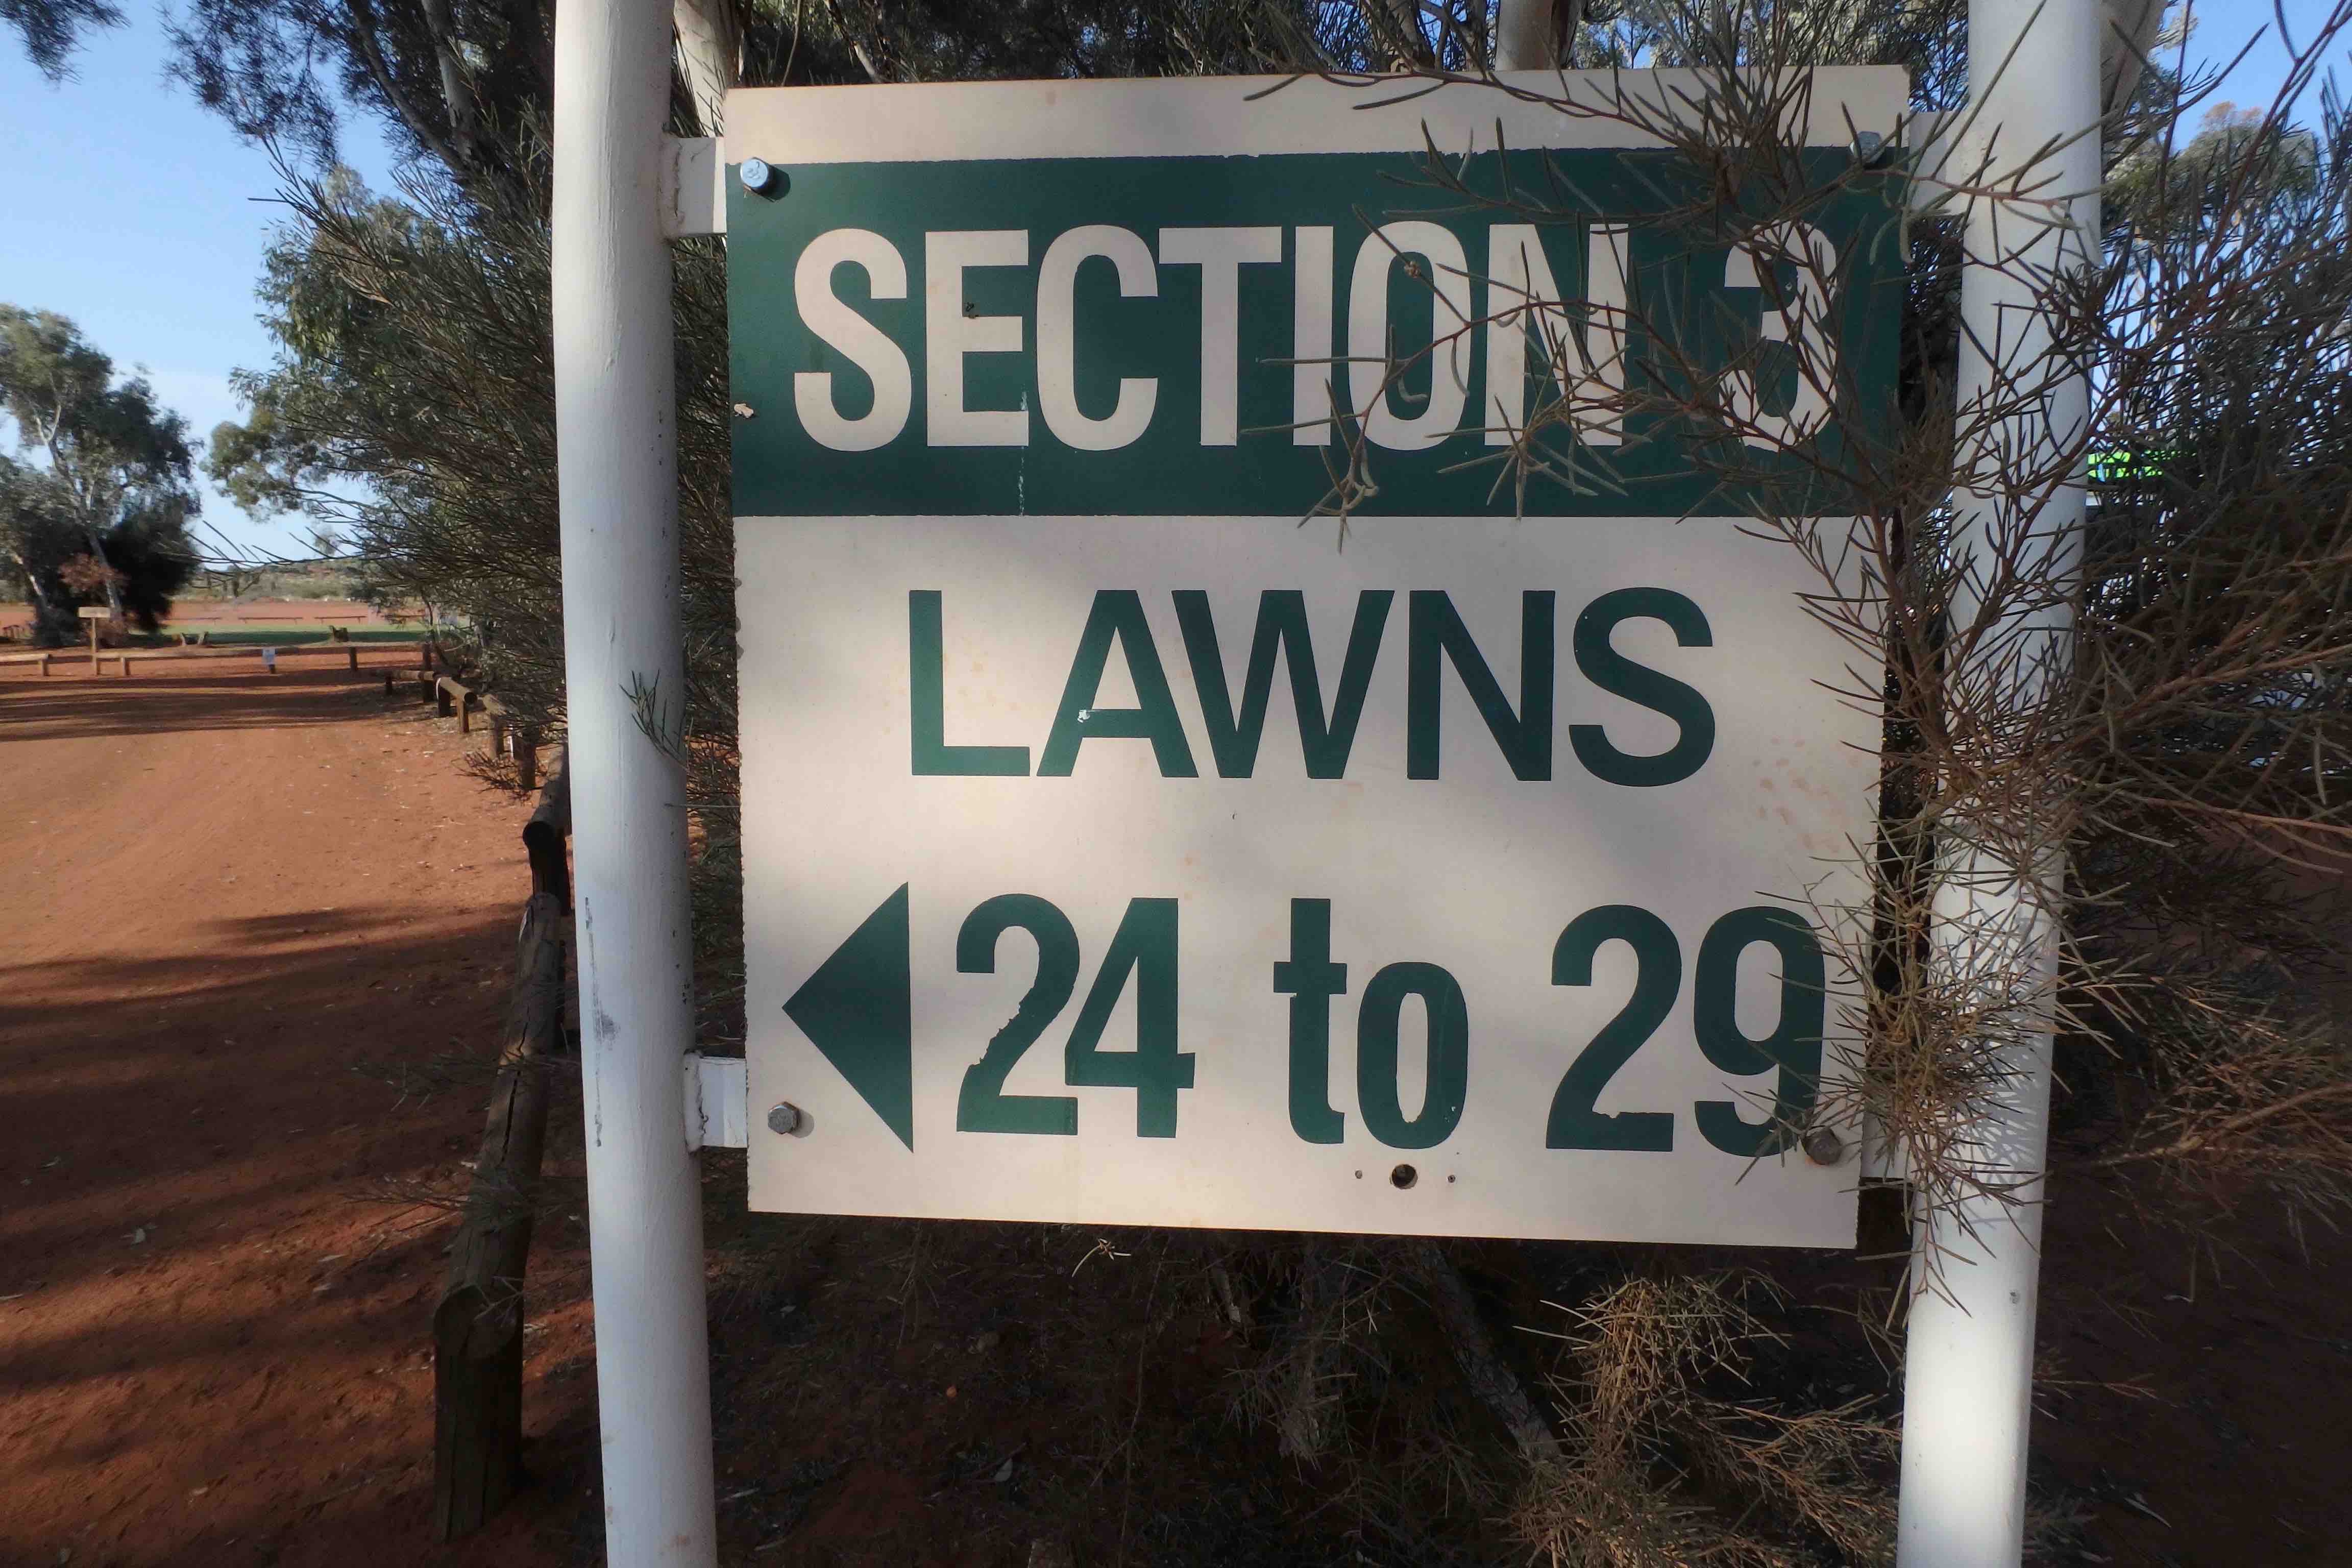 SECTION 3
LAWNS
24 to 29